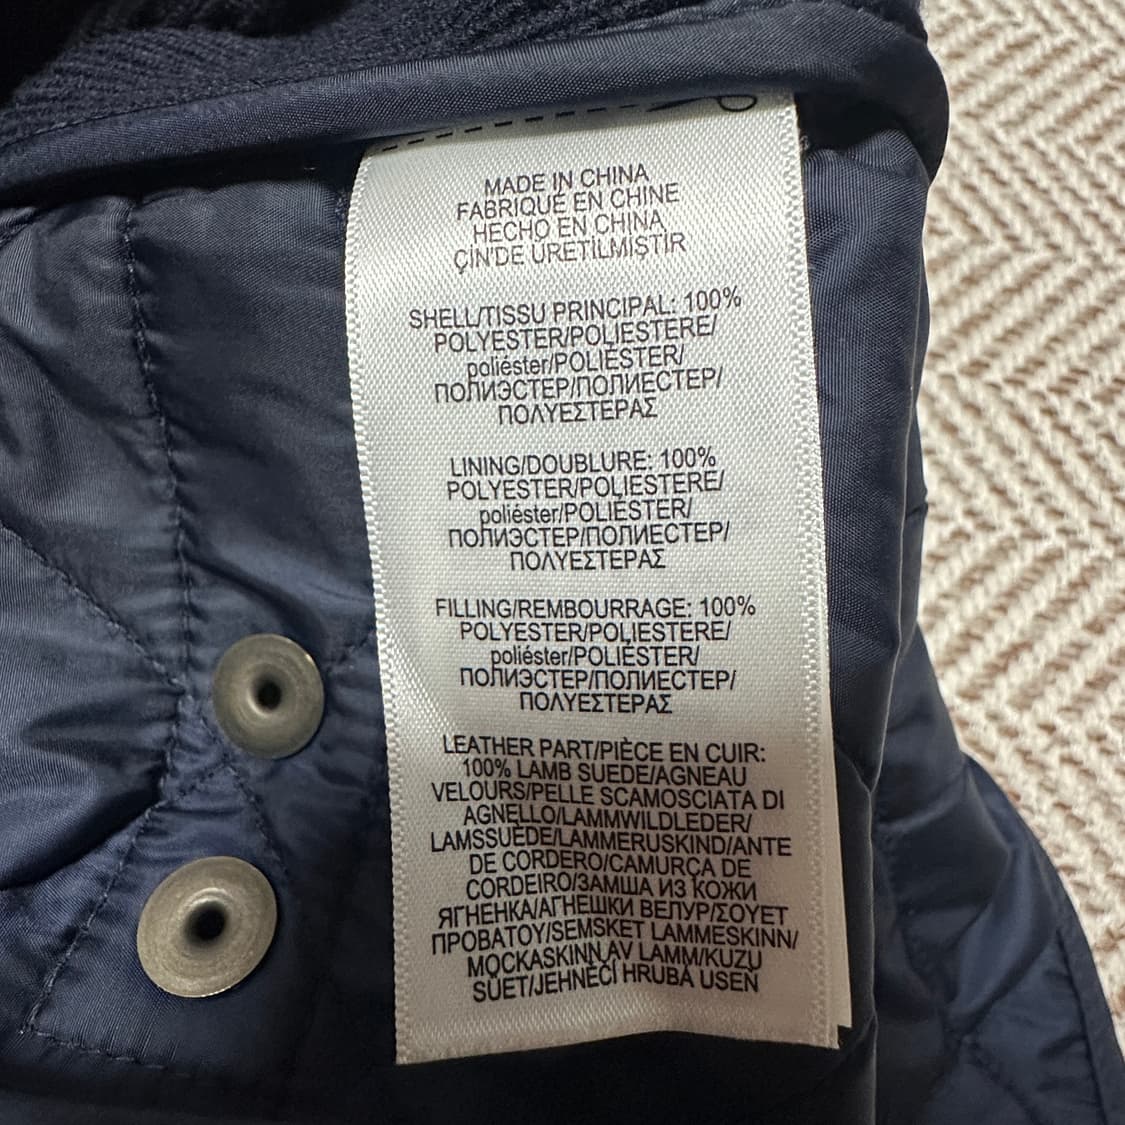 MADE IN CHINA
FABRIQUÉ EN CHINE
HECHO EN CHINA
ÇİN'DE ÜRETİLMİŞTİR
SHELL/TISSU PRINCIPAL: 100%
POLYESTER/POLIESTERE/
poliéster/POLIÉSTER/
ПОЛИЭСТЕР/ПОЛИЕСТЕР/
ΠΟΛΥΕΣΤΕΡΑΣ
LINING/DOUBLURE: 100%
POLYESTER/POLIESTERE/
poliéster/POLIÉSTER/
ПОЛИЭСТЕР/ПОЛИЕСТЕР/
ΠΟΛΥΕΣΤΕΡΑΣ
FILLING/REMBOURRAGE: 100%
POLYESTER/POLIESTERE/
poliéster/POLIÉSTER/
ПОЛИЭСТЕР/ПОЛИЕСТЕР/
ΠΟΛΥΕΣΤΕΡΑΣ
LEATHER PART/PIÈCE EN CUIR:
100% LAMB SUEDE/AGNEAU
VELOURS/PELLE SCAMOSCIATA DI
AGNELLO/LAMMWILDLEDER/
LAMSSUÈDE/LAMMERUSKIND/ANTE
DE CORDERO/CAMURÇA DE
CORDEIRO/ЗАМША ИЗ КОЖИ
ЯГНЕНКА/АГНЕШКИ ВЕЛУР/ΣΟΥΕΤ
ΠΡΟΒΑΤΟΥ/SEMSKET LAMMESKINN/
MOCKASKINN AV LAMM/KUZU
SÜET/JEHNĚČÍ HRUBÁ USEŇ